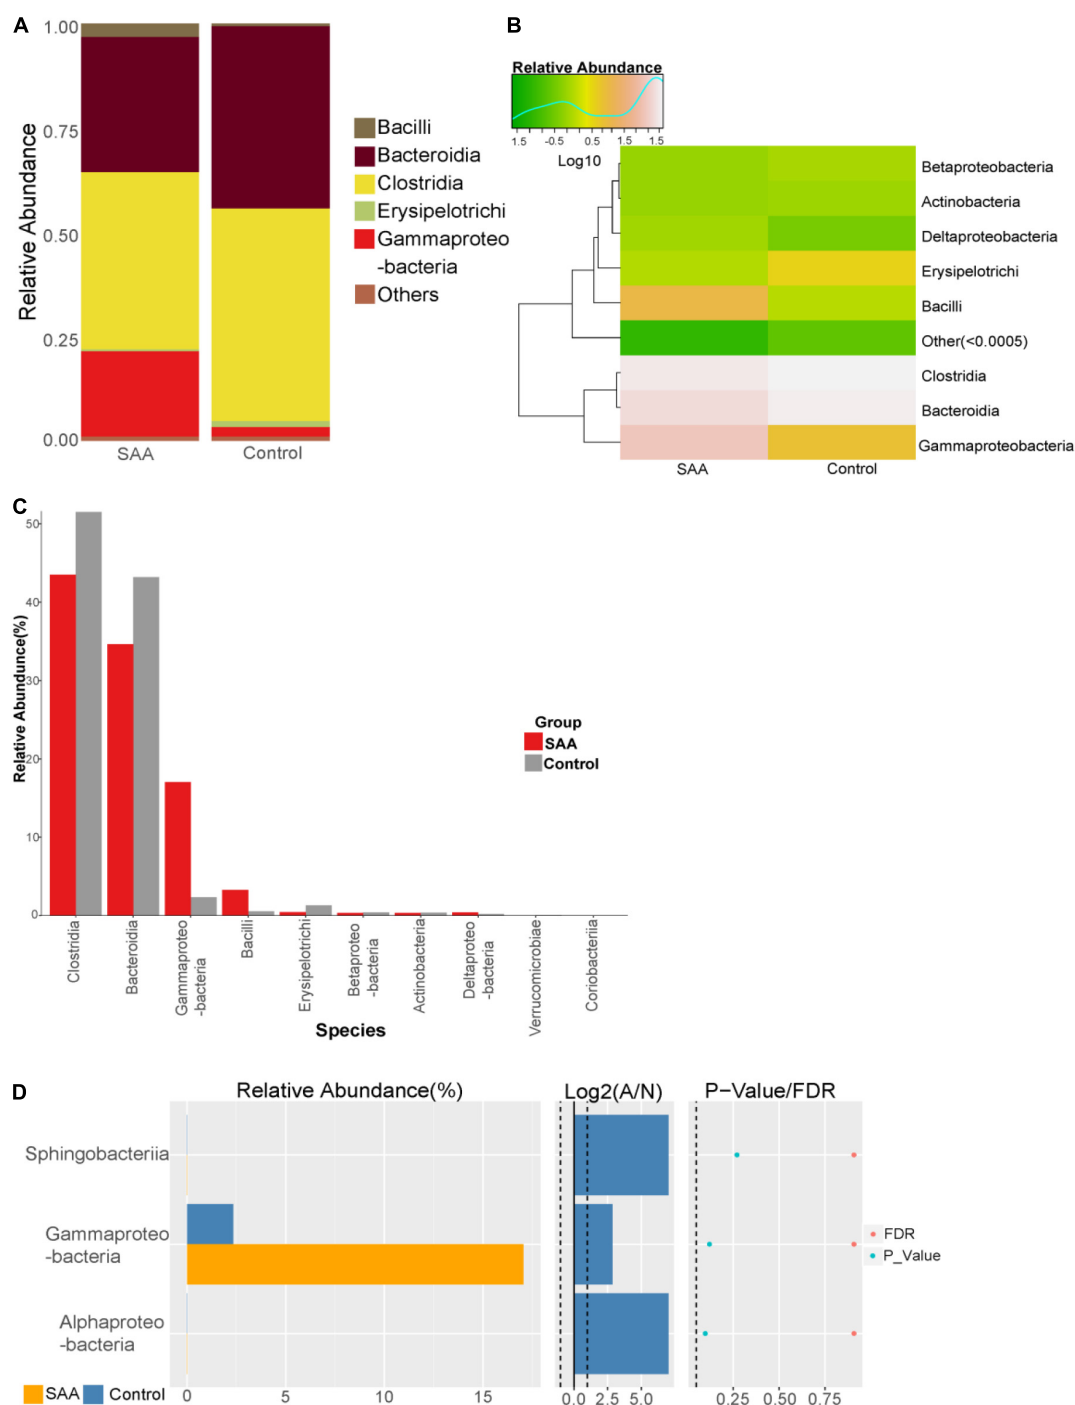 A
1.00
0.75
0.50
0.25
0.00
Relative Abundance
SAA
Control
Bacilli
Bacteroidia
Clostridia
Erysipelotrichi
Gammaproteo
-bacteria
Others
B
Relative Abundance
1.5 -0.5 0.5 1.5 1.5
Log10
Betaproteobacteria
Actinobacteria
Deltaproteobacteria
Erysipelotrichi
Bacilli
Other(<0.0005)
Clostridia
Bacteroidia
Gammaproteobacteria
SAA
Control
C
50
40
30
20
10
0
Relative Abundunce(%)
Group
SAA
Control
Clostridia
Bacteroidia
Gammaproteo
-bacteria
Bacilli
Erysipelotrichi
Betaproteo
-bacteria
Actinobacteria
Deltaproteo
-bacteria
Verrucomicrobiae
Coriobacteriia
Species
D
Relative Abundance(%)
Log2(A/N)
P-Value/FDR
Sphingobacteriia
Gammaproteo
-bacteria
Alphaproteo
-bacteria
FDR
P_Value
SAA
Control
0 5 10 15
0.0 2.5 5.0
0.25 0.50 0.75